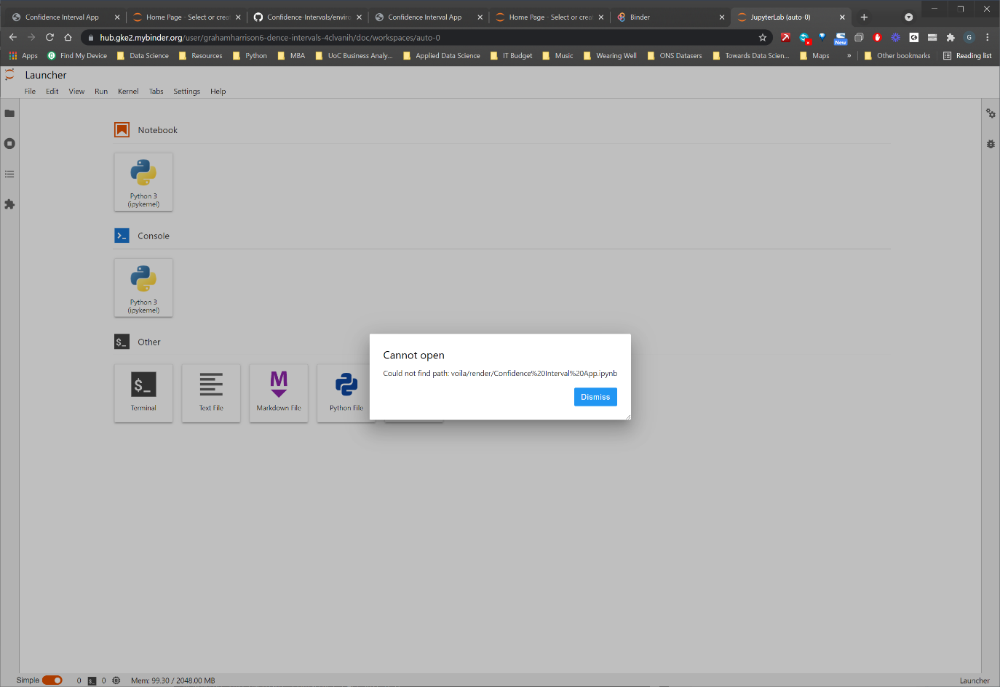 Confidence Interval App
Home Page - Select or creat
Confidence-Intervals/enviro
Confidence Interval App
Home Page - Select or creat
Binder
JupyterLab (auto-0)
hub.gke2.mybinder.org/user/grahamharrison6-dence-intervals-4clvanih/doc/workspaces/auto-0
New
G
Apps
Find My Device
Data Science
Resources
Python
MBA
UoC Business Analy...
Applied Data Science
IT Budget
Music
Wearing Well
ONS Datasers
Towards Data Scien...
Maps
»
Other bookmarks
Reading list
Launcher
File Edit View Run Kernel Tabs Settings Help
Notebook
Python 3
(ipykernel)
Console
Python 3
(ipykernel)
$_ Other
$_
Terminal
Text File
M
Markdown File
Python File
Cannot open
Could not find path: voila/render/Confidence%20Interval%20App.ipynb
Dismiss
Simple 0 $_ 0 Mem: 99.30 / 2048.00 MB
Launcher